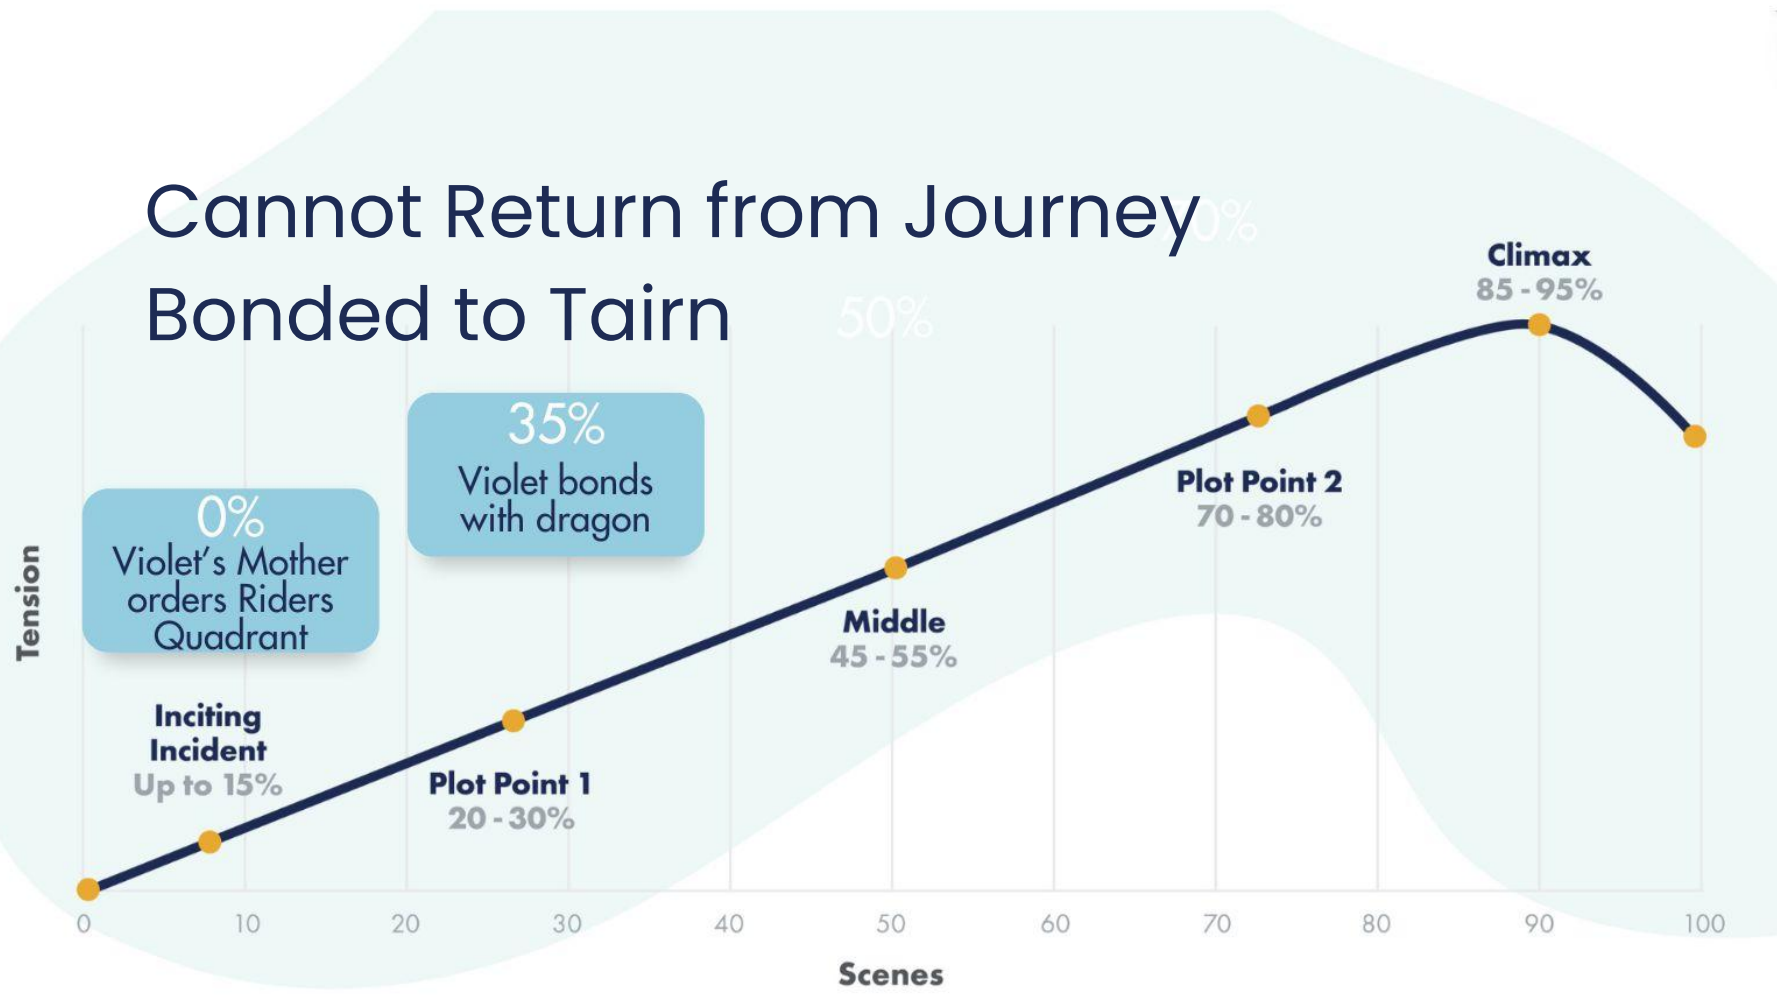 Cannot Return from Journey
Bonded to Tairn
50%
Climax
85 - 95%
35%
Violet bonds
with dragon
0%
Violet's Mother
orders Riders
Quadrant
Plot Point 2
70 - 80%
Middle
45 - 55%
Inciting
Incident
Up to 15%
Plot Point 1
20 - 30%
Tension
0 10 20 30 40 50 60 70 80 90 100
Scenes